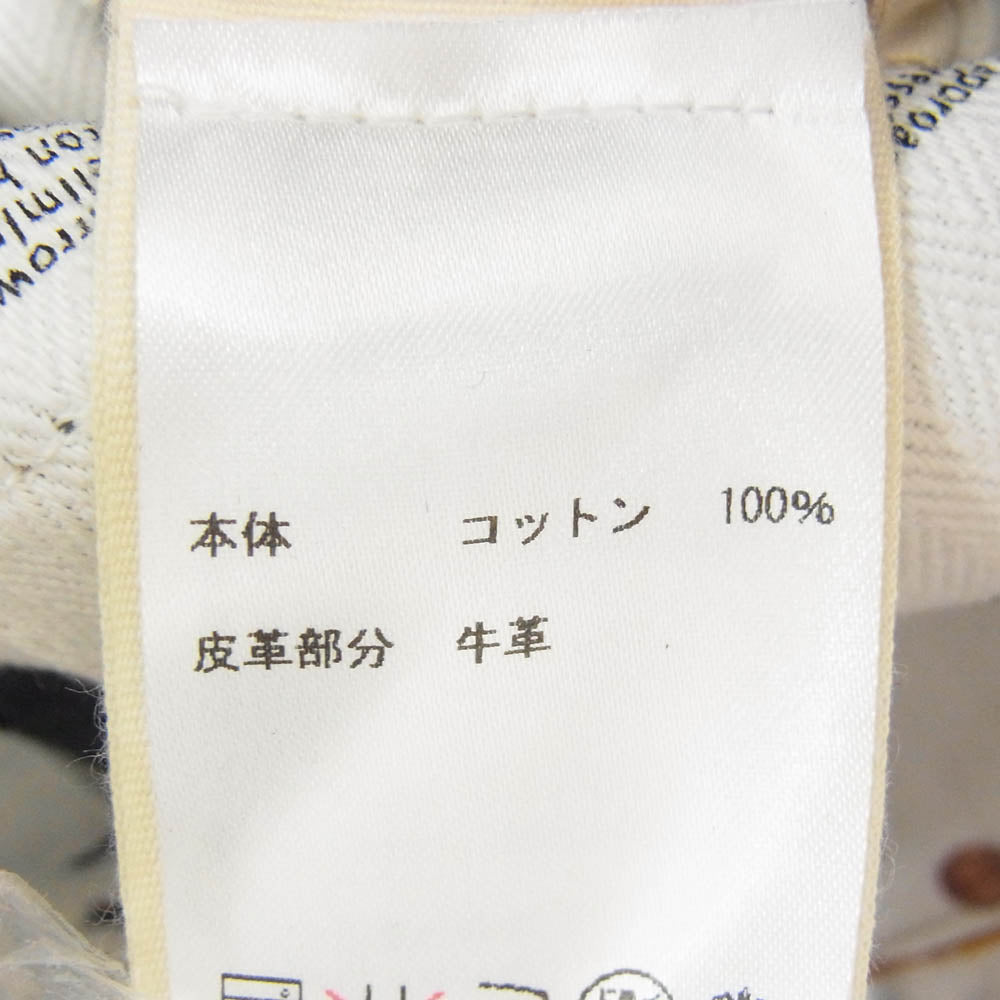 本体 コットン 100%
皮革部分 牛革